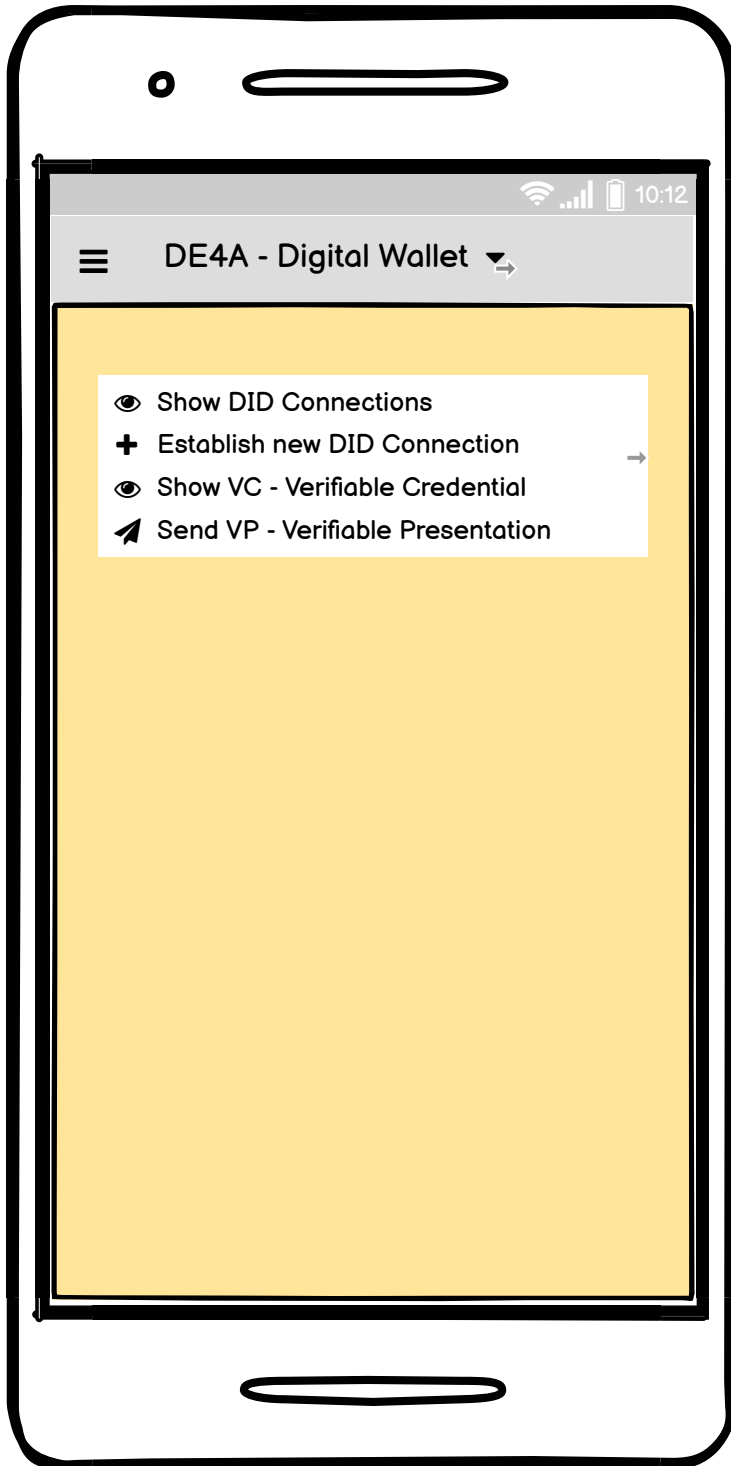 10:12
DE4A - Digital Wallet
Show DID Connections
Establish new DID Connection
Show VC - Verifiable Credential
Send VP - Verifiable Presentation